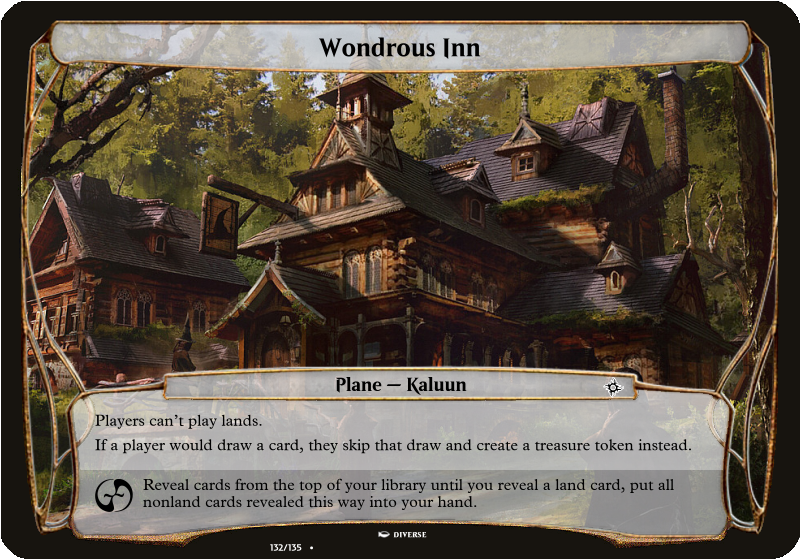 Wondrous Inn
Plane — Kaluun
Players can't play lands.
If a player would draw a card, they skip that draw and create a treasure token instead.
Reveal cards from the top of your library until you reveal a land card, put all
nonland cards revealed this way into your hand.
DIVERSE
132/135 •